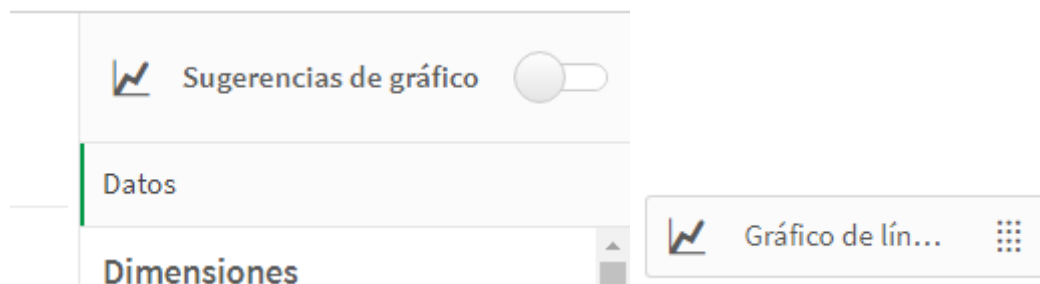 Sugerencias de gráfico
Datos
Dimensiones
Gráfico de lín...